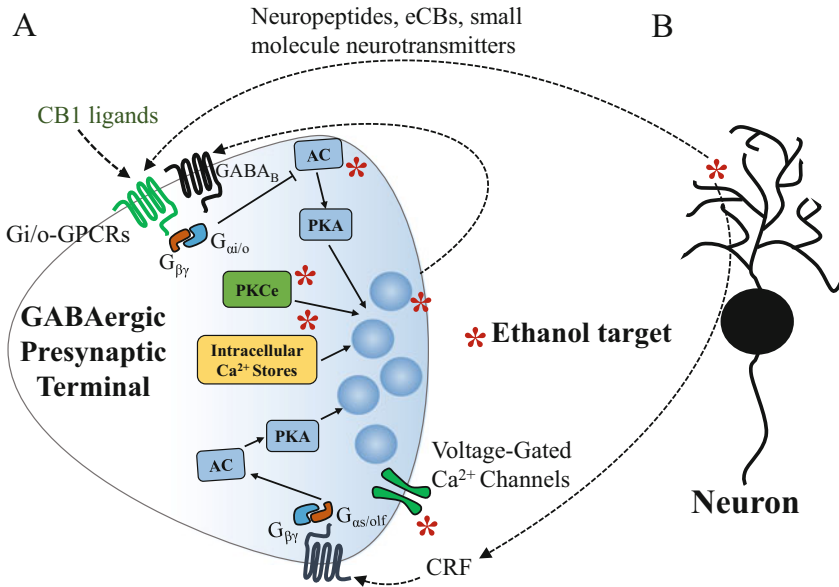 A
Neuropeptides, eCBs, small
molecule neurotransmitters
B
CB1 ligands
GABAB
AC
Gi/o-GPCRs
Gβγ
Gαi/o
PKA
PKCe
GABAergic
Presynaptic
Terminal
* Ethanol target
Intracellular
Ca²⁺ Stores
PKA
AC
Voltage-Gated
Ca²⁺ Channels
Gβγ
Gαs/olf
Neuron
CRF